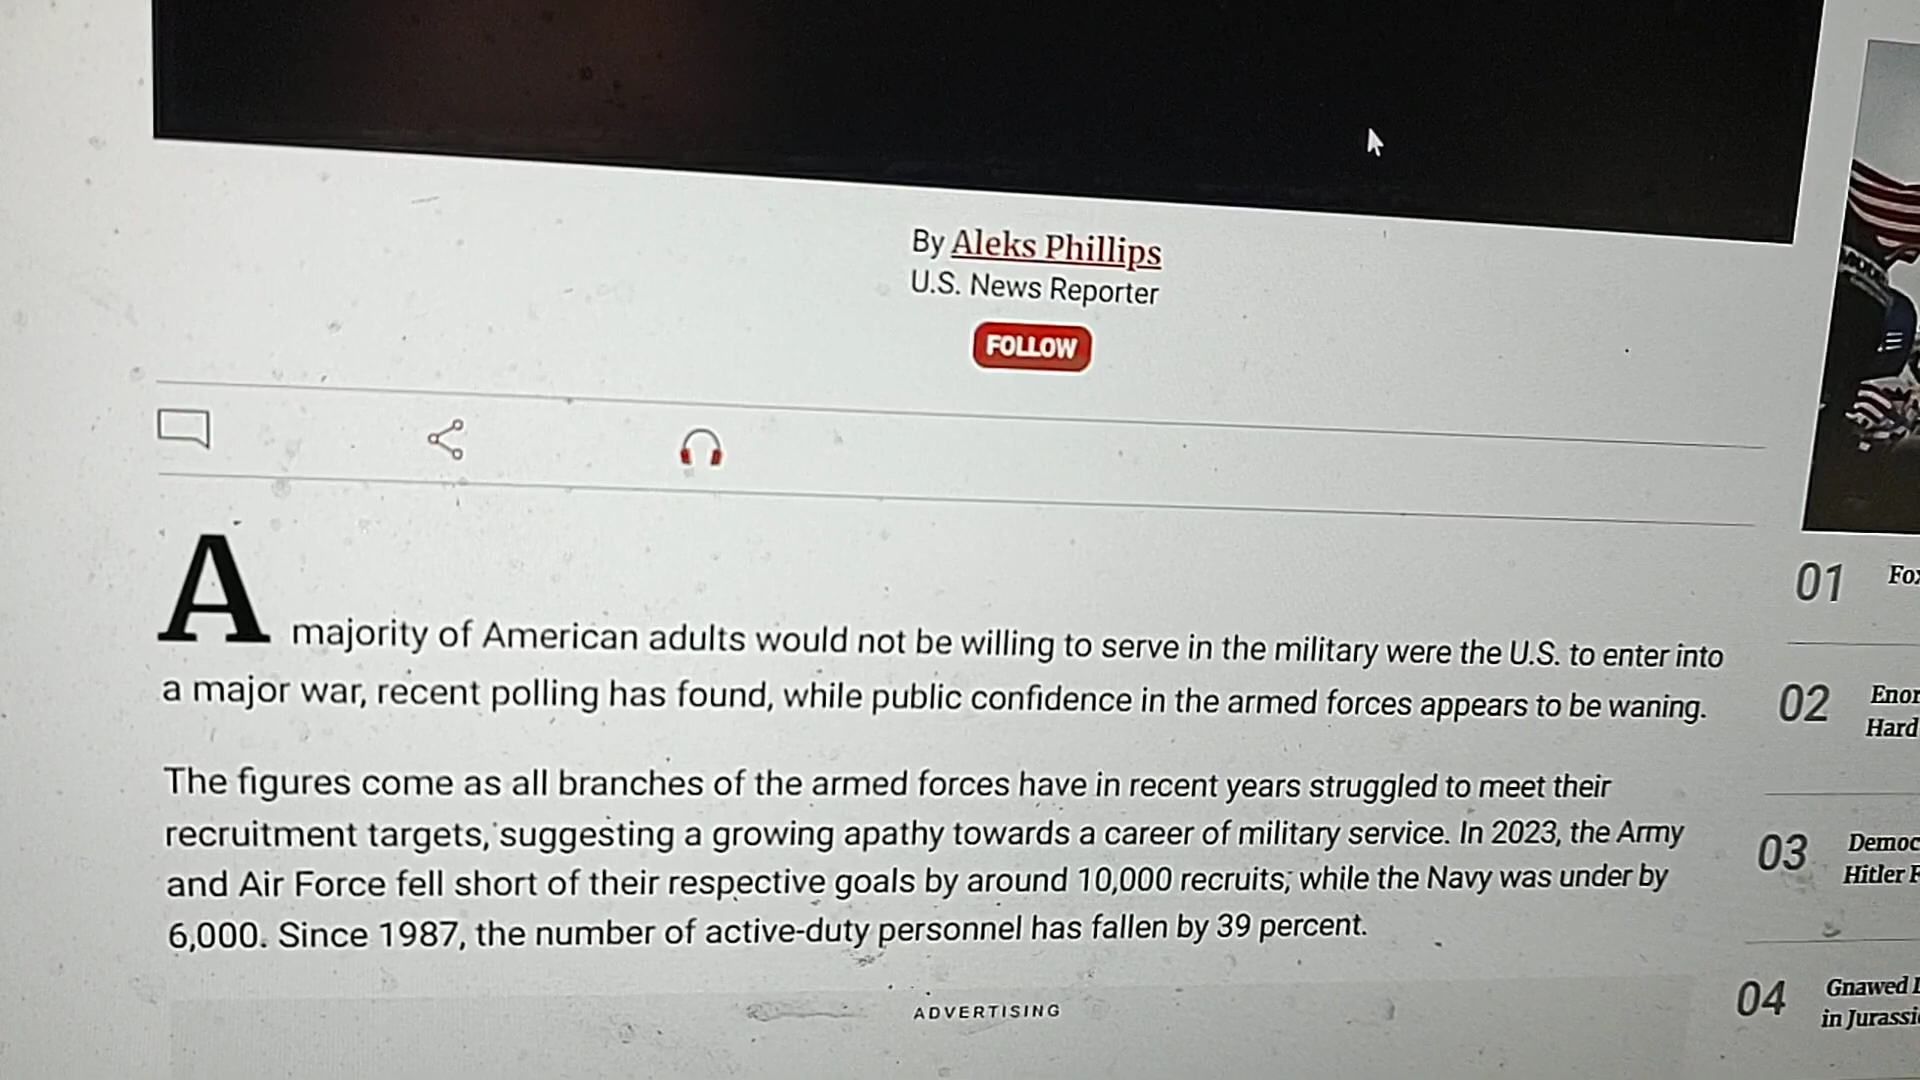 By Aleks Phillips
U.S. News Reporter
FOLLOW
A majority of American adults would not be willing to serve in the military were the U.S. to enter into
a major war, recent polling has found, while public confidence in the armed forces appears to be waning.
The figures come as all branches of the armed forces have in recent years struggled to meet their
recruitment targets, suggesting a growing apathy towards a career of military service. In 2023, the Army
and Air Force fell short of their respective goals by around 10,000 recruits; while the Navy was under by
6,000. Since 1987, the number of active-duty personnel has fallen by 39 percent.
ADVERTISING
01
02
Hard
03
Hitler
04
Gnawed
in